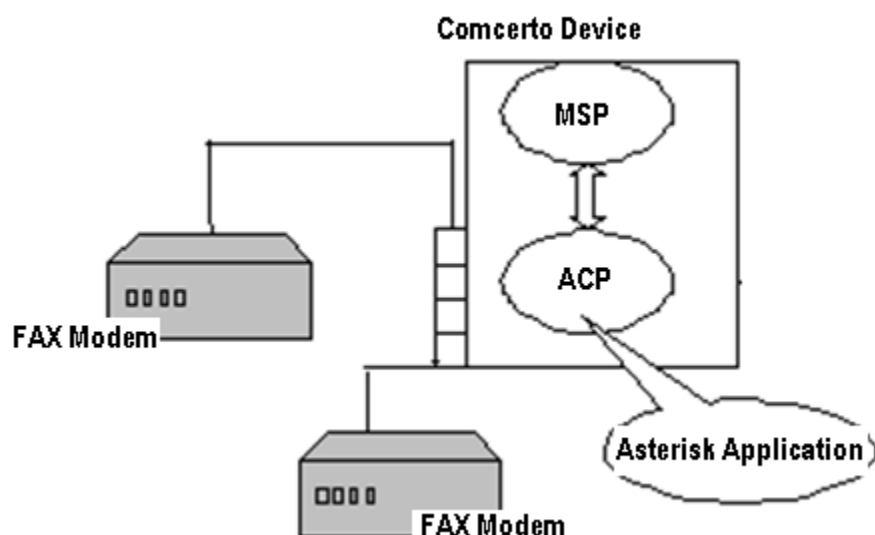 Comcerto Device
MSP
ACP
FAX Modem
Asterisk Application
FAX Modem